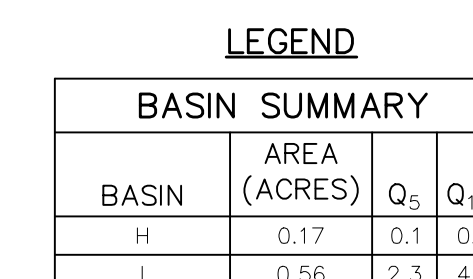 LEGEND
BASIN SUMMARY
BASIN AREA (ACRES) Q5
H 0.17 0.1
0.56 2.3